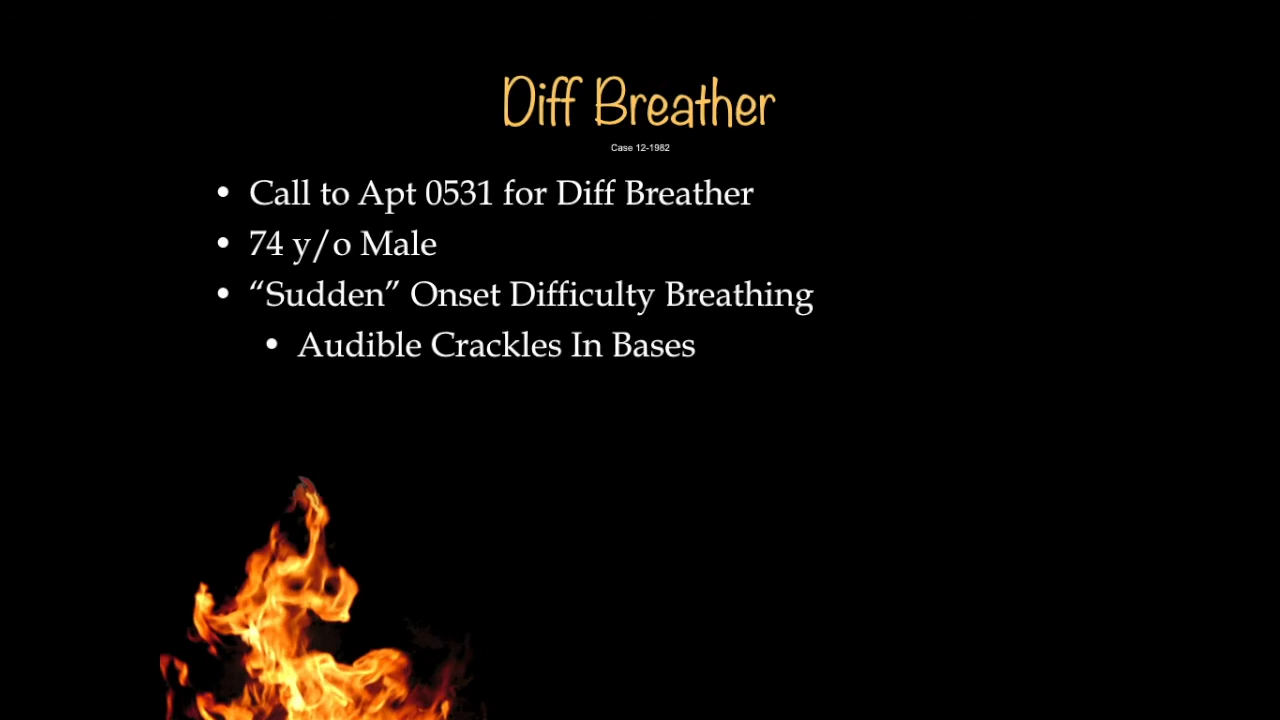 Diff Breather
Case 12-1982
• Call to Apt 0531 for Diff Breather
• 74 y/o Male
• “Sudden” Onset Difficulty Breathing
• Audible Crackles In Bases